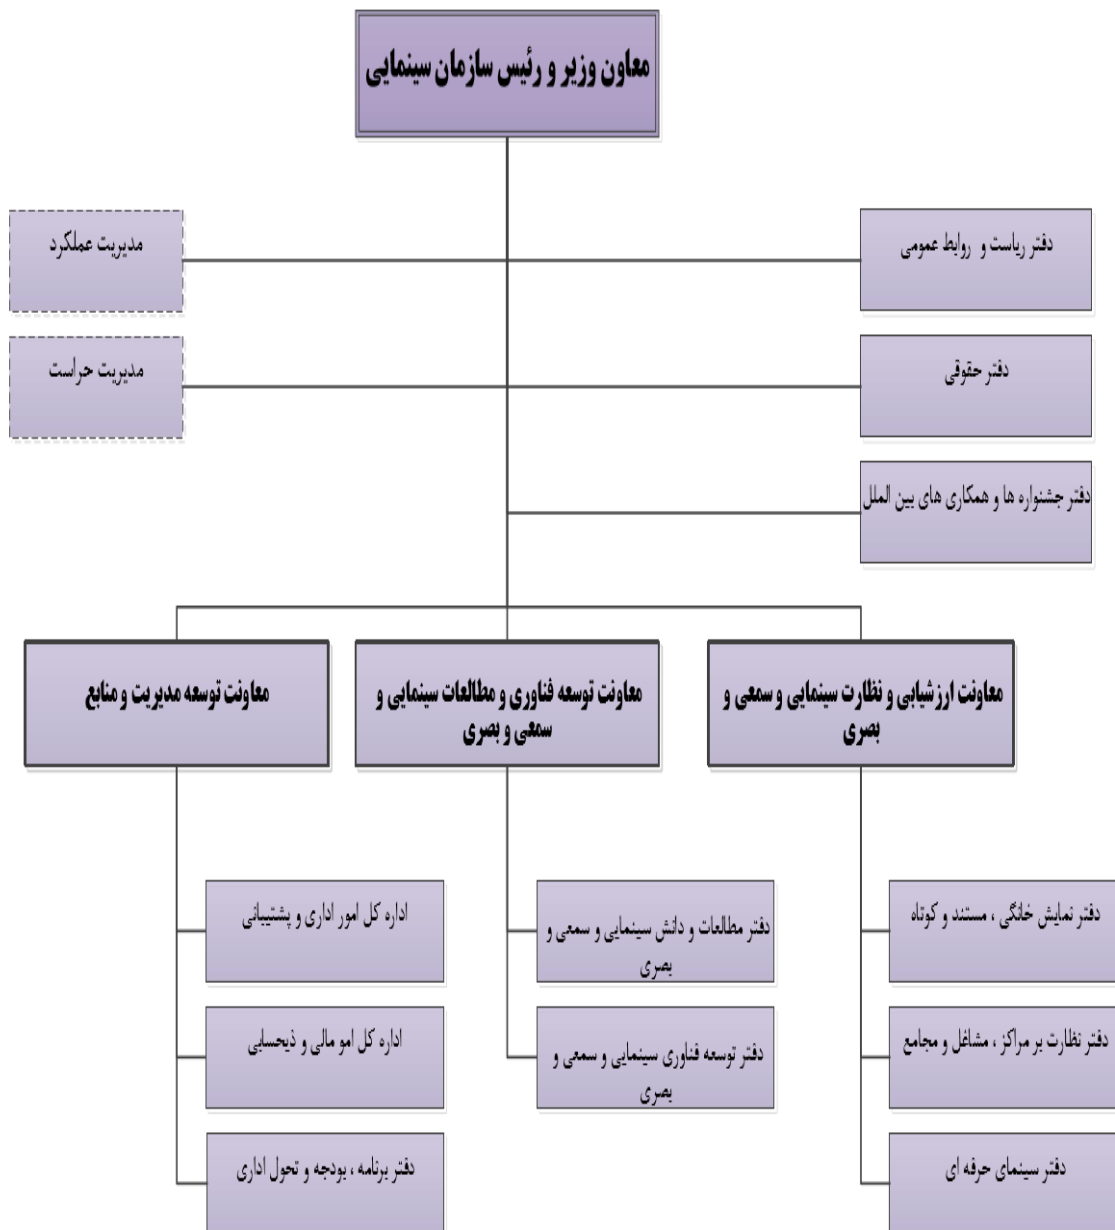 معاون وزیر و رئیس سازمان سینمایی
دفتر ریاست و روابط عمومی
مدیریت عملکرد
دفتر حقوقی
مدیریت حراست
دفتر جشنواره ها و همکاری های بین الملل
معاونت ارزشیابی و نظارت سینمایی و سمعی و
بصری
معاونت توسعه فناوری و مطالعات سینمایی و
سمعی و بصری
معاونت توسعه مدیریت و منابع
دفتر نمایش خانگی ، مستند و کوتاه
دفتر نظارت بر مراکز ، مشاغل و مجامع
دفتر سینمای حرفه ای
دفتر مطالعات و دانش سینمایی و سمعی و
بصری
دفتر توسعه فناوری سینمایی و سمعی و
بصری
اداره کل امور اداری و پشتیبانی
اداره کل امو مالی و ذیحسابی
دفتر برنامه ، بودجه و تحول اداری